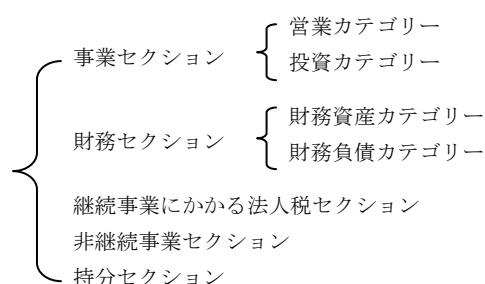 営業カテゴリー
事業セクション
投資カテゴリー
財務資産カテゴリー
財務セクション
財務負債カテゴリー
継続事業にかかる法人税セクション
非継続事業セクション
持分セクション